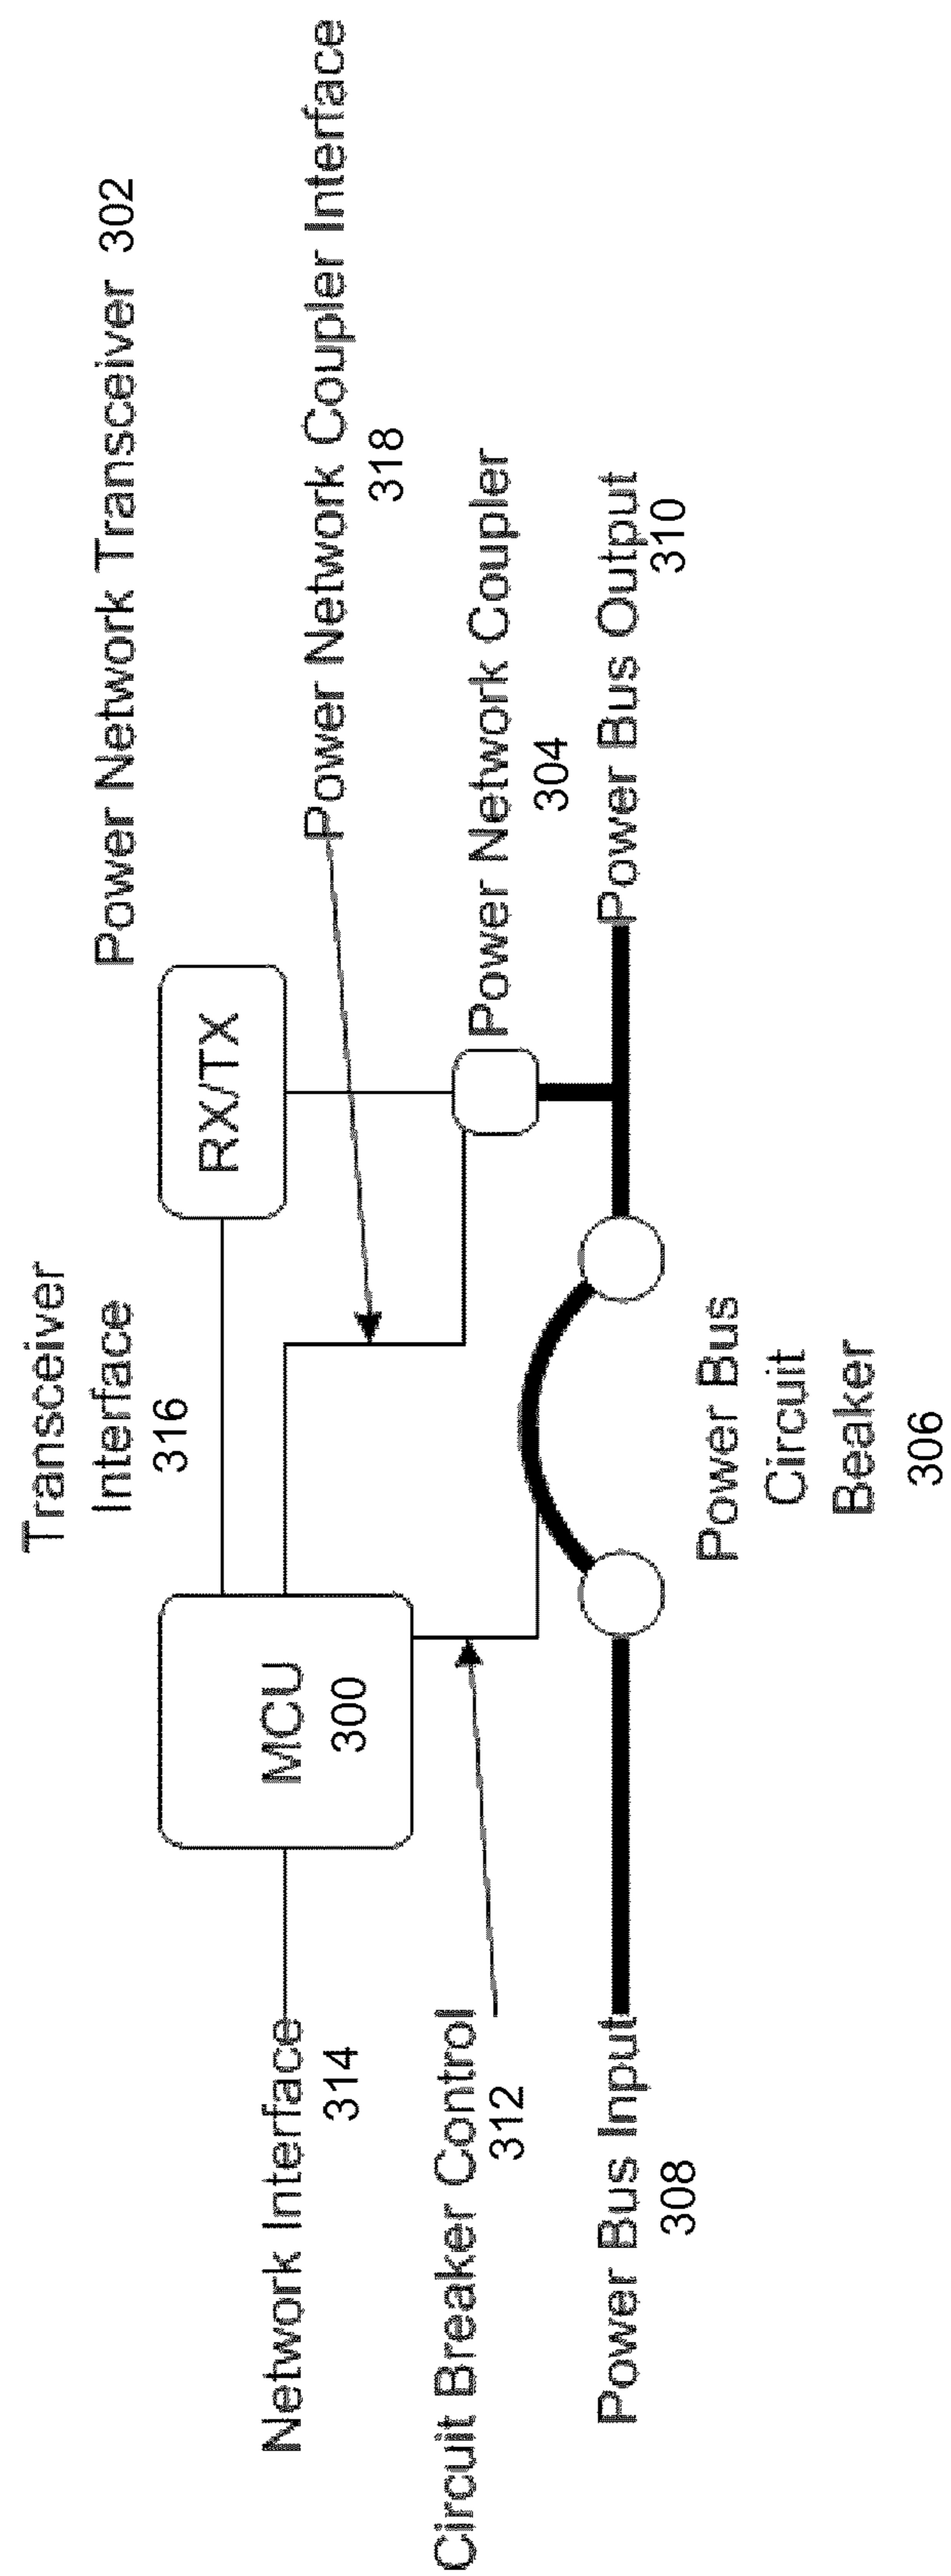 Transceiver
Interface
316
Power Network Transceiver 302
RX/TX
Network Interface
314
MCU
300
Power Network Coupler Interface
318
Circuit Breaker Control
312
Power Network Coupler
304
Power Bus Input
308
Power Bus Output
310
Power Bus
Circuit
Beaker
306